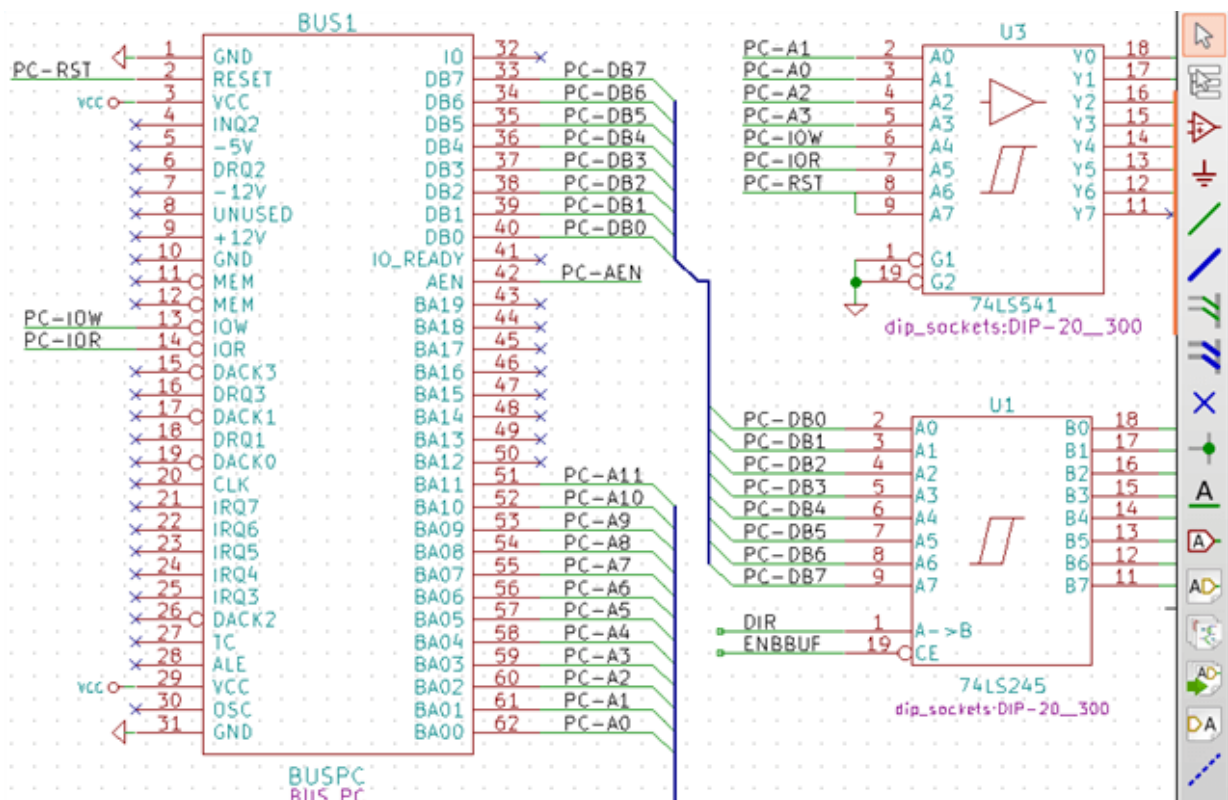 BUS1
1 GND IO 32
PC-RST 2 RESET DB7 33 PC-DB7
VCC 3 VCC DB6 34 PC-DB6
4 INQ2 DB5 35 PC-DB5
5 -5V DB4 36 PC-DB4
6 DRQ2 DB3 37 PC-DB3
7 -12V DB2 38 PC-DB2
8 UNUSED DB1 39 PC-DB1
9 +12V DB0 40 PC-DB0
10 GND IO_READY 41
11 MEM AEN 42 PC-AEN
12 MEM BA19 43
PC-IOW 13 IOW BA18 44
PC-IOR 14 IOR BA17 45
15 DACK3 BA16 46
16 DRQ3 BA15 47
17 DACK1 BA14 48
18 DRQ1 BA13 49
19 DACK0 BA12 50
20 CLK BA11 51 PC-A11
21 IRQ7 BA10 52 PC-A10
22 IRQ6 BA09 53 PC-A9
23 IRQ5 BA08 54 PC-A8
24 IRQ4 BA07 55 PC-A7
25 IRQ3 BA06 56 PC-A6
26 DACK2 BA05 57 PC-A5
27 TC BA04 58 PC-A4
28 ALE BA03 59 PC-A3
VCC 29 VCC BA02 60 PC-A2
30 OSC BA01 61 PC-A1
31 GND BA00 62 PC-A0
BUSPC
BUS_PC
U3
PC-A1 2 A0 Y0 18
PC-A0 3 A1 Y1 17
PC-A2 4 A2 Y2 16
PC-A3 5 A3 Y3 15
PC-IOW 6 A4 Y4 14
PC-IOR 7 A5 Y5 13
PC-RST 8 A6 Y6 12
9 A7 Y7 11
1 G1
19 G2
74LS541
dip_sockets:DIP-20__300
U1
PC-DB0 2 A0 B0 18
PC-DB1 3 A1 B1 17
PC-DB2 4 A2 B2 16
PC-DB3 5 A3 B3 15
PC-DB4 6 A4 B4 14
PC-DB5 7 A5 B5 13
PC-DB6 8 A6 B6 12
PC-DB7 9 A7 B7 11
DIR 1 A->B
ENBBUF 19 CE
74LS245
dip_sockets:DIP-20__300
A
A
AD
AD
DA